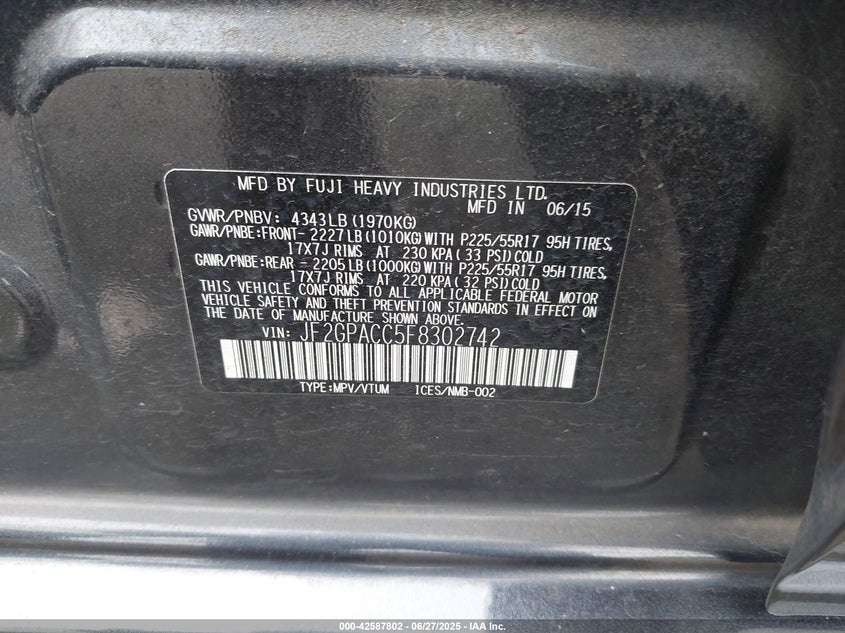 MFD BY FUJI HEAVY INDUSTRIES LTD.
MFD IN 06/15
GVWR/PNBV: 4343LB(1970KG)
GAWR/PNBE:FRONT- 2227LB(1010KG)WITH P225/55R17 95H TIRES,
17X7J RIMS AT 230 KPA(33 PSI)COLD
GAWR/PNBE:REAR - 2205LB(1000KG)WITH P225/55R17 95H TIRES,
17X7J RIMS AT 220 KPA(32 PSI)COLD
THIS VEHICLE CONFORMS TO ALL APPLICABLE FEDERAL MOTOR
VEHICLE SAFETY AND THEFT PREVENTION STANDARDS IN EFFECT ON
THE DATE OF MANUFACTURE SHOWN ABOVE.
VIN: JF2GPACC5F8302742
TYPE:MPV/VTUM ICES/NMB-002
000-42587802 - 06/27/2025 - IAA Inc.